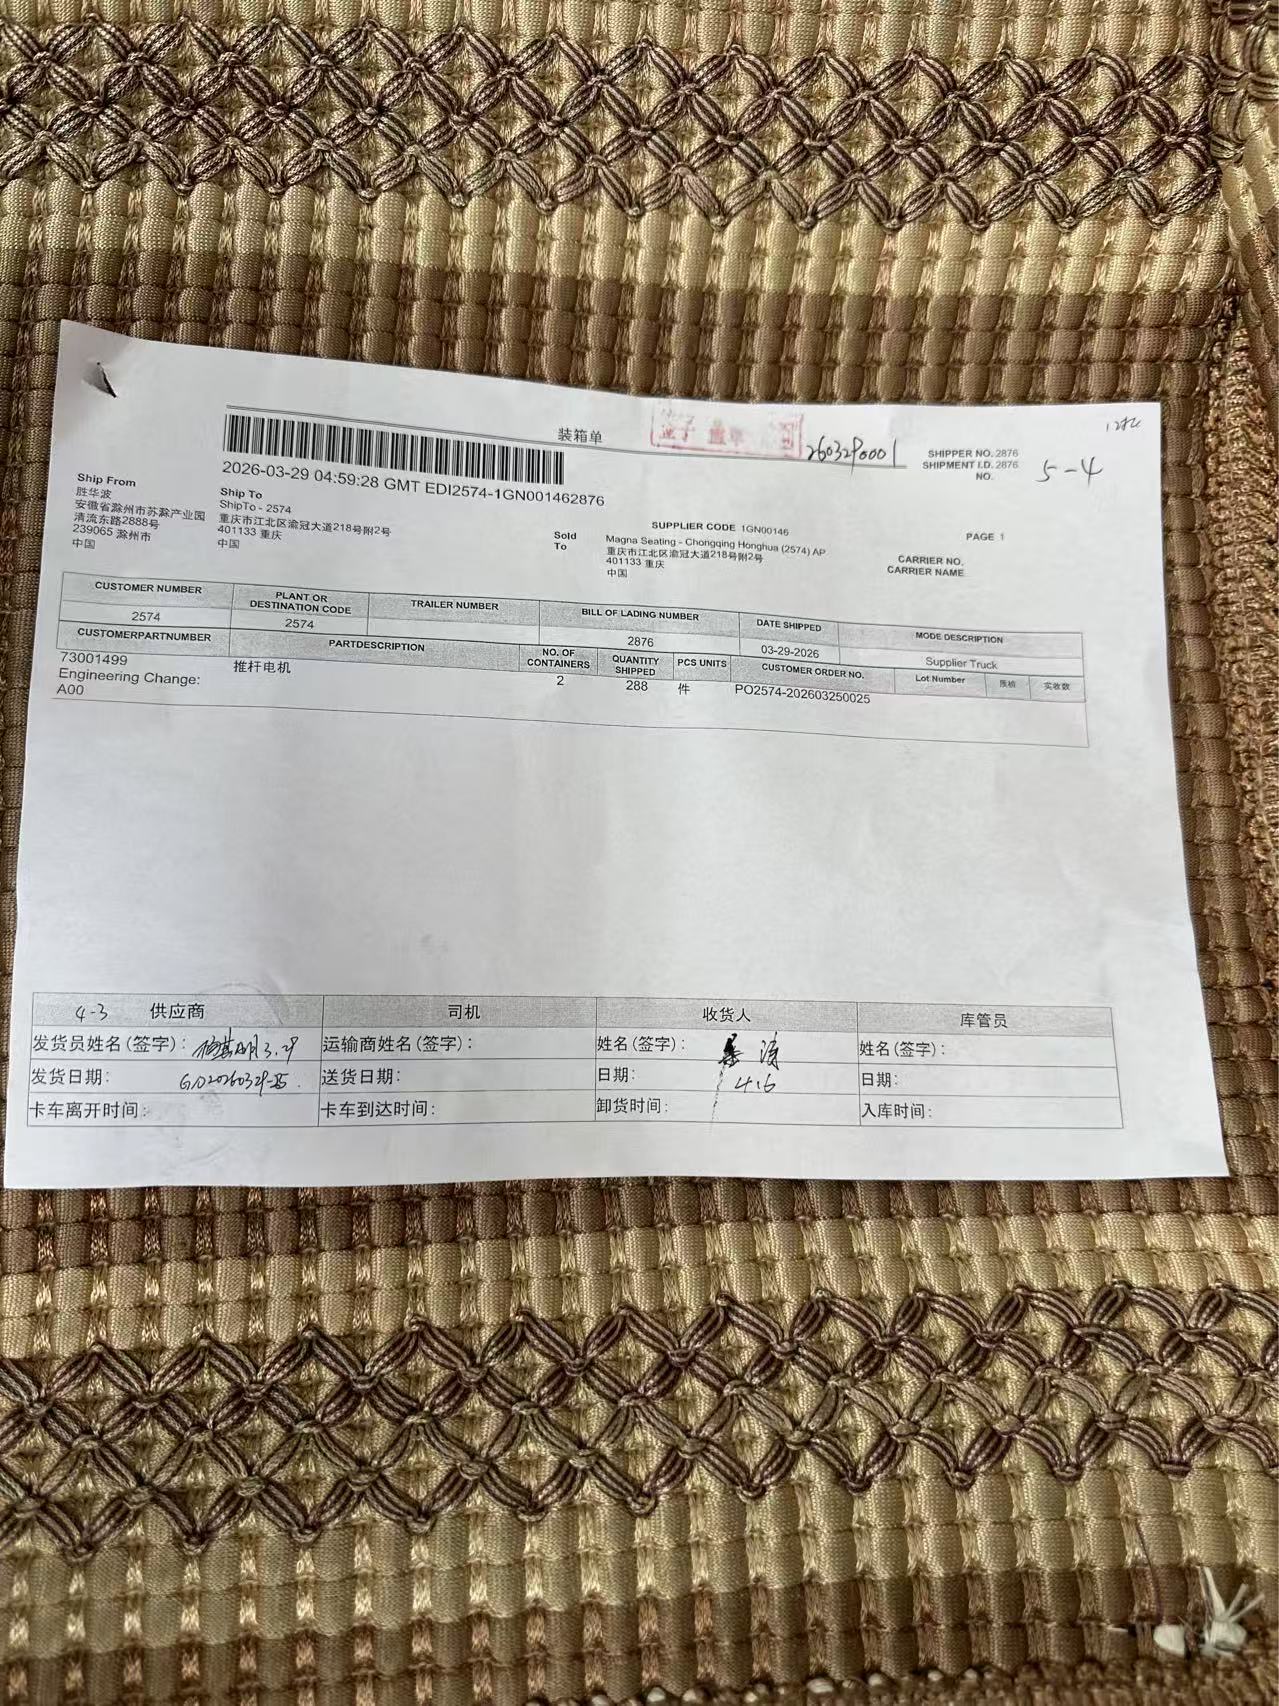 装箱单
2603290001
SHIPPER NO. 2876
SHIPMENT I.D. 2876
NO.
5-4
2026-03-29 04:59:28 GMT EDI2574-1GN001462876
Ship From
胜华波
安徽省滁州市苏滁产业园
清流东路2888号
239065 滁州市
中国
Ship To
ShipTo - 2574
重庆市江北区渝冠大道218号附2号
401133 重庆
中国
Sold To
SUPPLIER CODE 1GN00146
Magna Seating - Chongqing Honghua (2574) AP
重庆市江北区渝冠大道218号附2号
401133 重庆
中国
PAGE 1
CARRIER NO.
CARRIER NAME
CUSTOMER NUMBER PLANT OR DESTINATION CODE TRAILER NUMBER BILL OF LADING NUMBER DATE SHIPPED MODE DESCRIPTION
2574 2574 2876 03-29-2026 Supplier Truck
CUSTOMERPARTNUMBER PARTDESCRIPTION NO. OF CONTAINERS QUANTITY SHIPPED PCS UNITS CUSTOMER ORDER NO. Lot Number 质检 实收数
73001499 推杆电机 2 288 件 PO2574-202603250025
Engineering Change:
A00
4-3 供应商 司机 收货人 库管员
发货员姓名(签字): 3.29 运输商姓名(签字): 姓名(签字): 姓名(签字):
发货日期: 送货日期: 日期: 4.6 日期:
卡车离开时间: 卡车到达时间: 卸货时间: 入库时间: